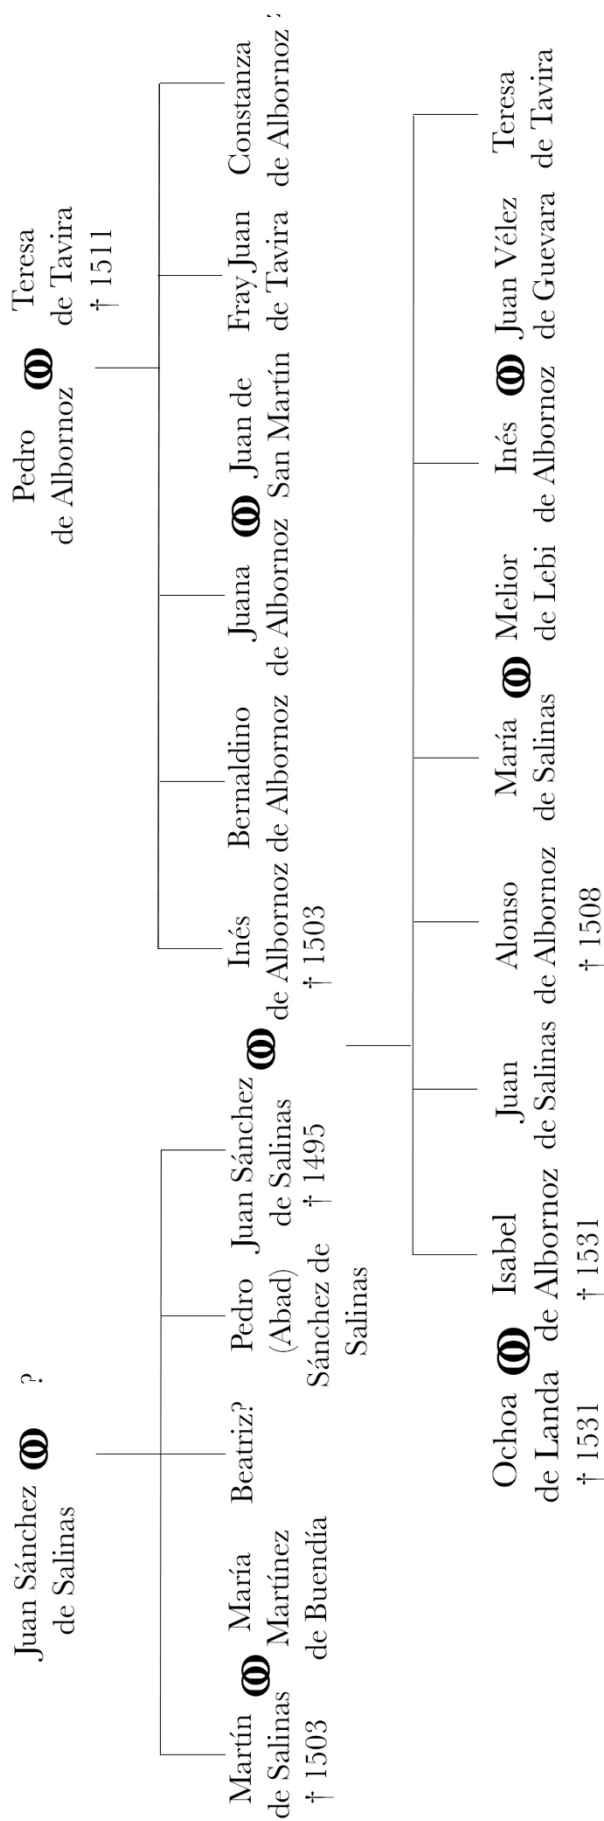 Juan Sánchez
de Salinas
?
Pedro
de Albornoz
Teresa
de Tavira
† 1511
Martín
de Salinas
† 1503
María
Martínez
de Buendía
Beatriz?
Pedro
(Abad)
Sánchez de
Salinas
Juan Sánchez
de Salinas
† 1495
Inés
de Albornoz
† 1503
Bernaldino
de Albornoz
Juana
de Albornoz
Juan de
San Martín
Fray Juan
de Tavira
Constanza
de Albornoz
Ochoa
de Landa
† 1531
Isabel
de Albornoz
† 1531
Juan
de Salinas
Alonso
de Albornoz
† 1508
María
de Salinas
Melior
de Lebi
Inés
de Albornoz
Juan Vélez
de Guevara
Teresa
de Tavira